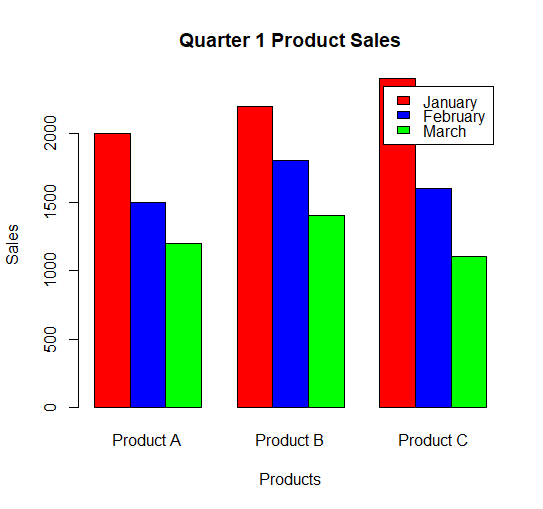 Quarter 1 Product Sales
January
February
March
2000
1500
1000
500
0
Sales
Product A
Product B
Product C
Products